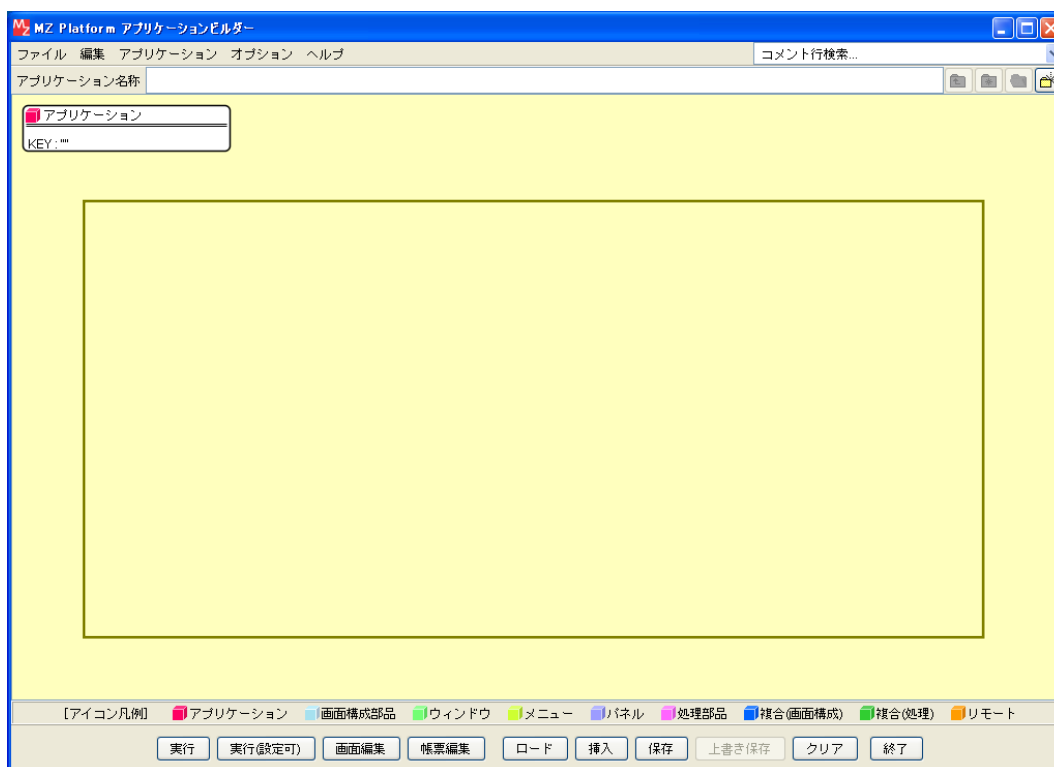 MZ Platform アプリケーションビルダー
ファイル 編集 アプリケーション オプション ヘルプ コメント行検索...
アプリケーション名称
アプリケーション
KEY : ""
[アイコン凡例] アプリケーション 画面構成部品 ウィンドウ メニュー パネル 処理部品 複合(画面構成) 複合(処理) リモート
実行 実行(設定可) 画面編集 帳票編集 ロード 挿入 保存 上書き保存 クリア 終了